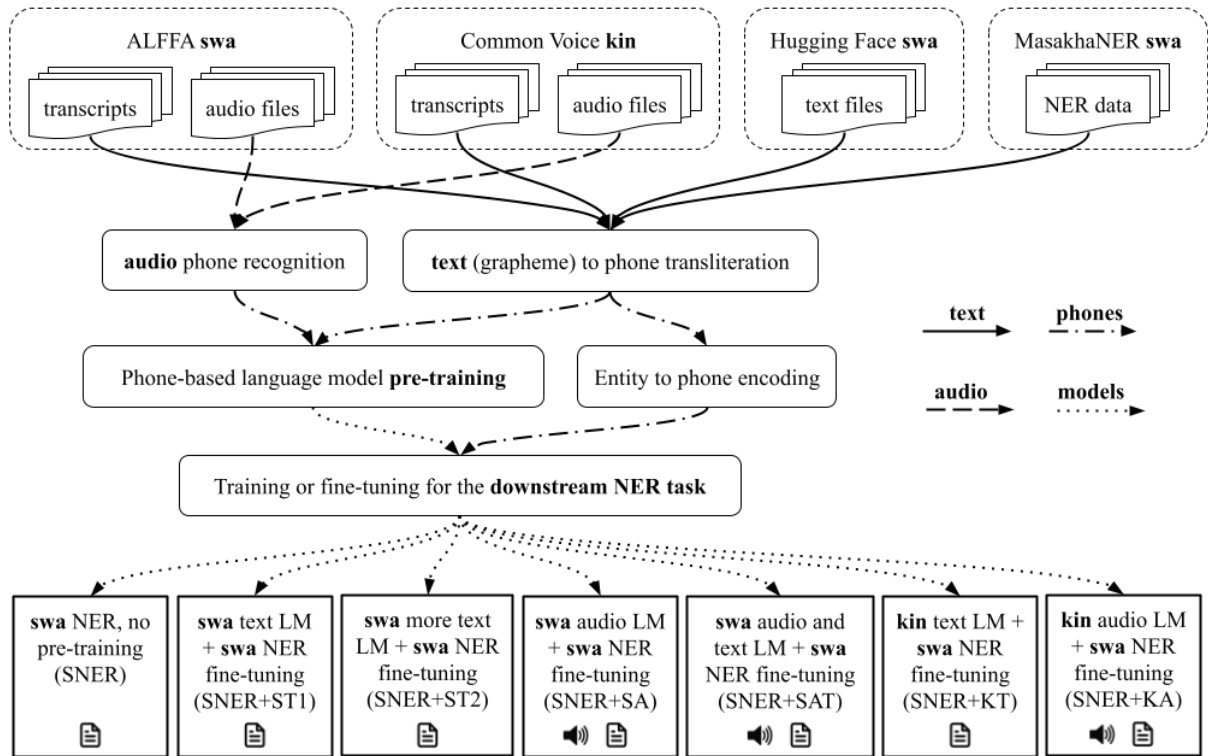 ALFFA swa
Common Voice kin
Hugging Face swa
MasakhaNER swa
transcripts
audio files
transcripts
audio files
text files
NER data
audio phone recognition
text (grapheme) to phone transliteration
text
phones
Phone-based language model pre-training
Entity to phone encoding
audio
models
Training or fine-tuning for the downstream NER task
swa NER, no
pre-training
(SNER)
swa text LM
+ swa NER
fine-tuning
(SNER+ST1)
swa more text
LM + swa NER
fine-tuning
(SNER+ST2)
swa audio LM
+ swa NER
fine-tuning
(SNER+SA)
swa audio and
text LM + swa
NER fine-tuning
(SNER+SAT)
kin text LM +
swa NER
fine-tuning
(SNER+KT)
kin audio LM
+ swa NER
fine-tuning
(SNER+KA)